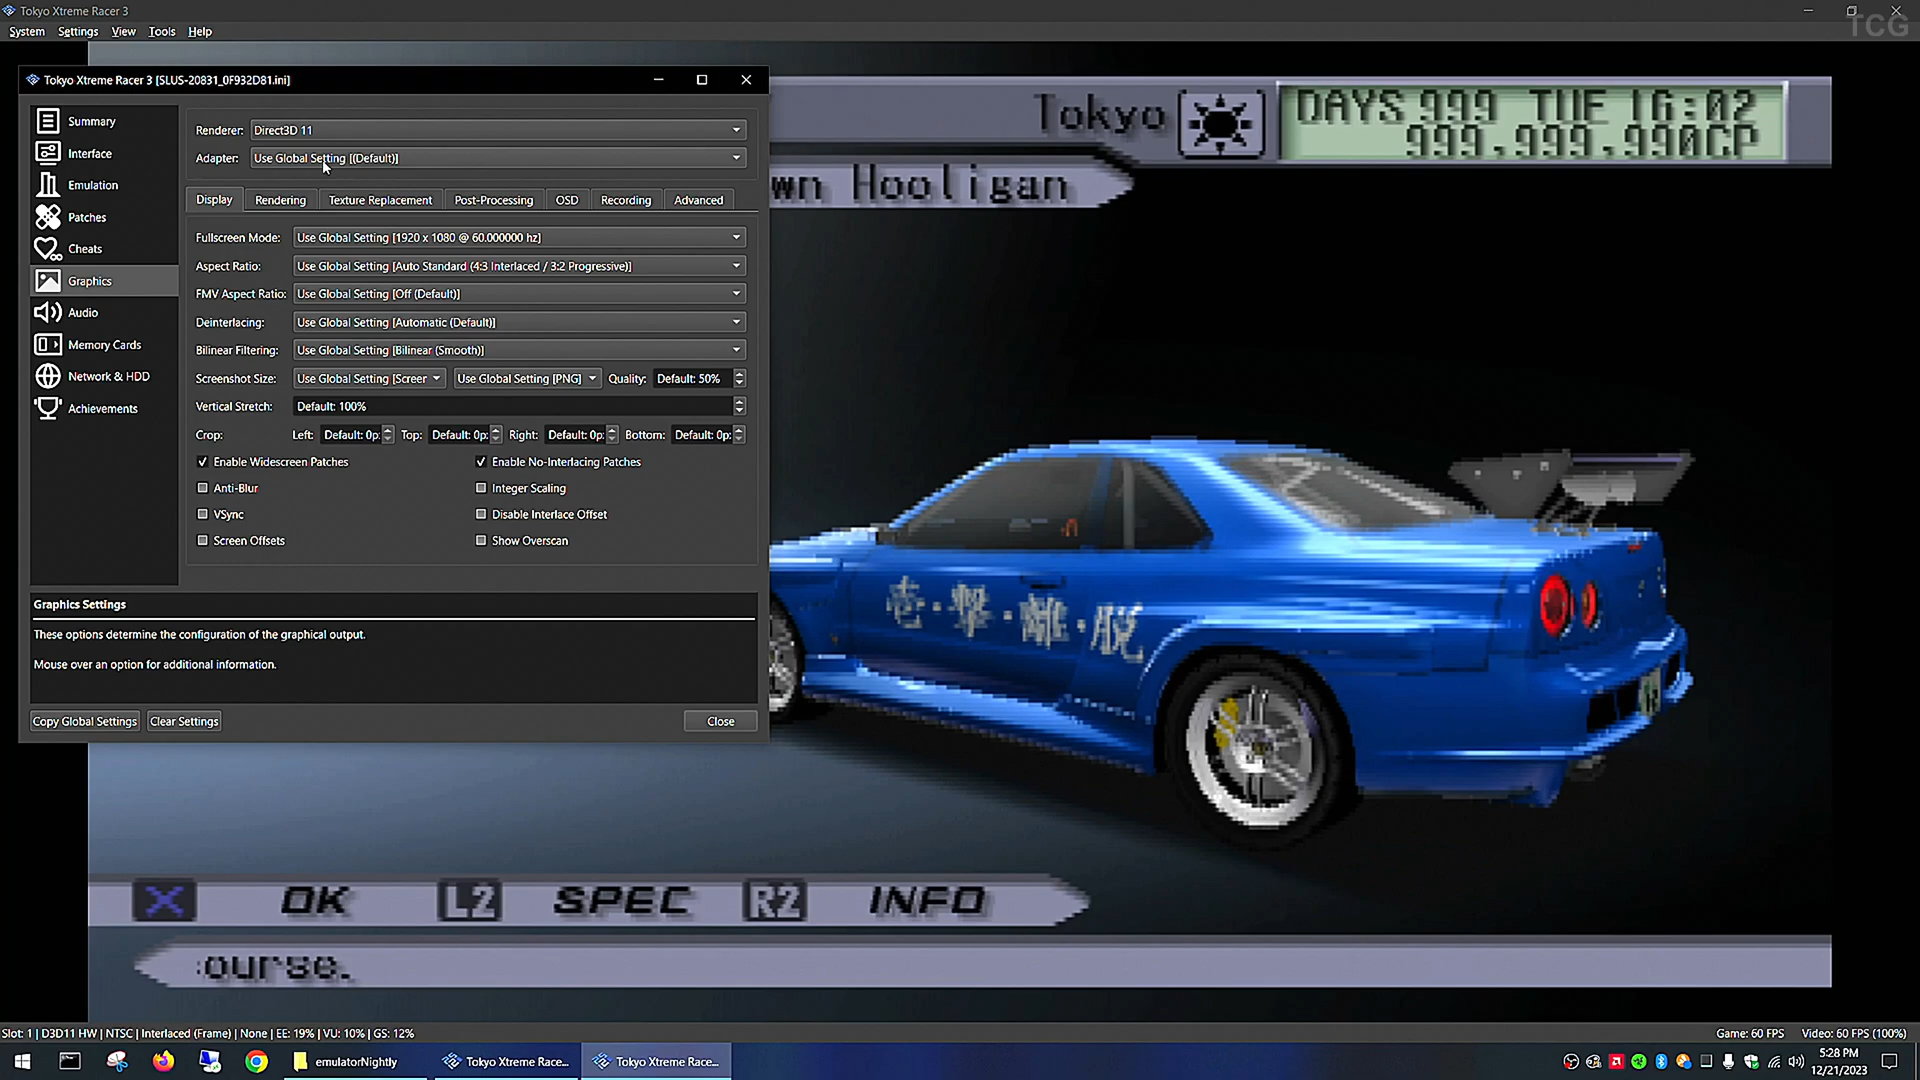 Tokyo Xtreme Racer 3
TCG
System Settings View Tools Help
Tokyo Xtreme Racer 3 [SLUS-20831_0F932D81.ini]
Summary
Interface
Emulation
Patches
Cheats
Graphics
Audio
Memory Cards
Network & HDD
Achievements
Renderer: Direct3D 11
Adapter: Use Global Setting [(Default)]
Display Rendering Texture Replacement Post-Processing OSD Recording Advanced
Fullscreen Mode: Use Global Setting [1920 x 1080 @ 60.000000 hz]
Aspect Ratio: Use Global Setting [Auto Standard (4:3 Interlaced / 3:2 Progressive)]
FMV Aspect Ratio: Use Global Setting [Off (Default)]
Deinterlacing: Use Global Setting [Automatic (Default)]
Bilinear Filtering: Use Global Setting [Bilinear (Smooth)]
Screenshot Size: Use Global Setting [Screer Use Global Setting [PNG] Quality: Default: 50%
Vertical Stretch: Default: 100%
Crop: Left: Default: 0p: Top: Default: 0p: Right: Default: 0p: Bottom: Default: 0p:
Enable Widescreen Patches Enable No-Interlacing Patches
Anti-Blur Integer Scaling
VSync Disable Interlace Offset
Screen Offsets Show Overscan
Graphics Settings
These options determine the configuration of the graphical output.
Mouse over an option for additional information.
Copy Global Settings Clear Settings Close
Tokyo
DAYS 999 TUE 16:02
999,999,990CP
wn Hooligan
壱・撃・離・脱
X OK L2 SPEC R2 INFO
:ourse.
Slot: 1 | D3D11 HW | NTSC | Interlaced (Frame) | None | EE: 19% | VU: 10% | GS: 12%
Game: 60 FPS Video: 60 FPS (100%)
emulatorNightly Tokyo Xtreme Race... Tokyo Xtreme Race...
5:28 PM
12/21/2023